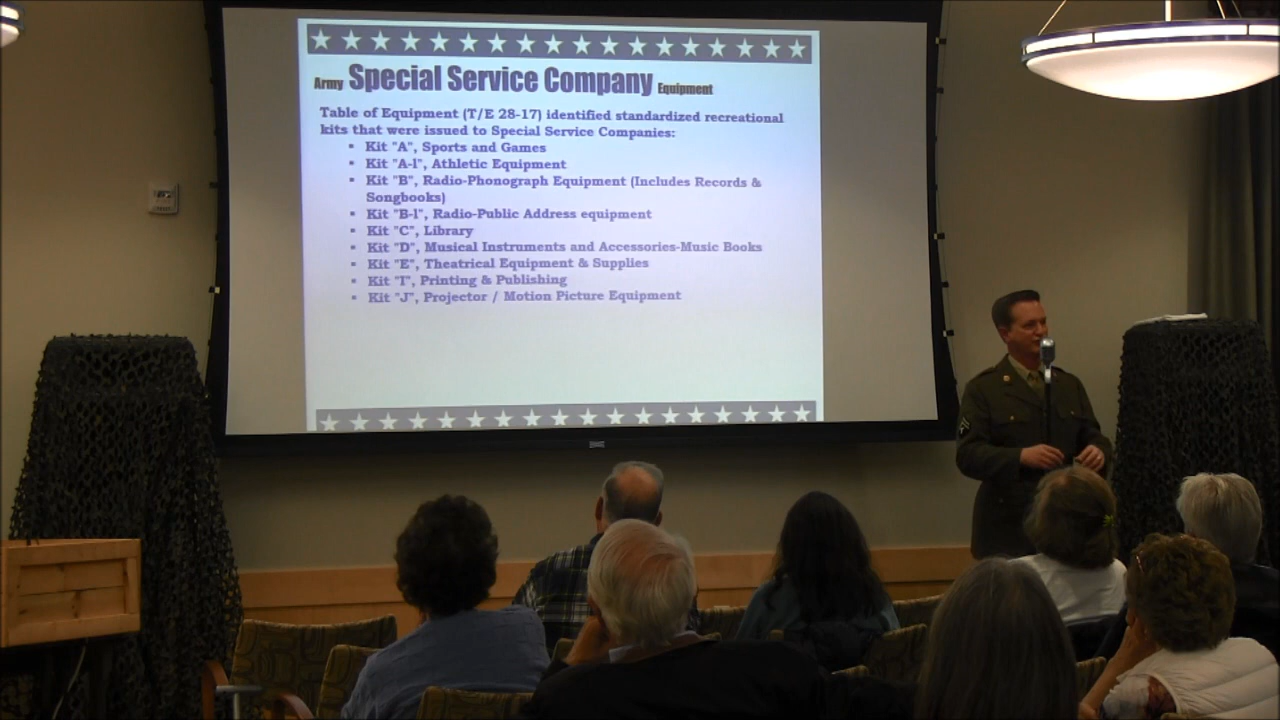 Army Special Service Company Equipment
Table of Equipment (T/E 28-17) identified standardized recreational
kits that were issued to Special Service Companies:
▪ Kit "A", Sports and Games
▪ Kit "A-1", Athletic Equipment
▪ Kit "B", Radio-Phonograph Equipment (Includes Records &
Songbooks)
▪ Kit "B-1", Radio-Public Address equipment
▪ Kit "C", Library
▪ Kit "D", Musical Instruments and Accessories-Music Books
▪ Kit "E", Theatrical Equipment & Supplies
▪ Kit "I", Printing & Publishing
▪ Kit "J", Projector / Motion Picture Equipment